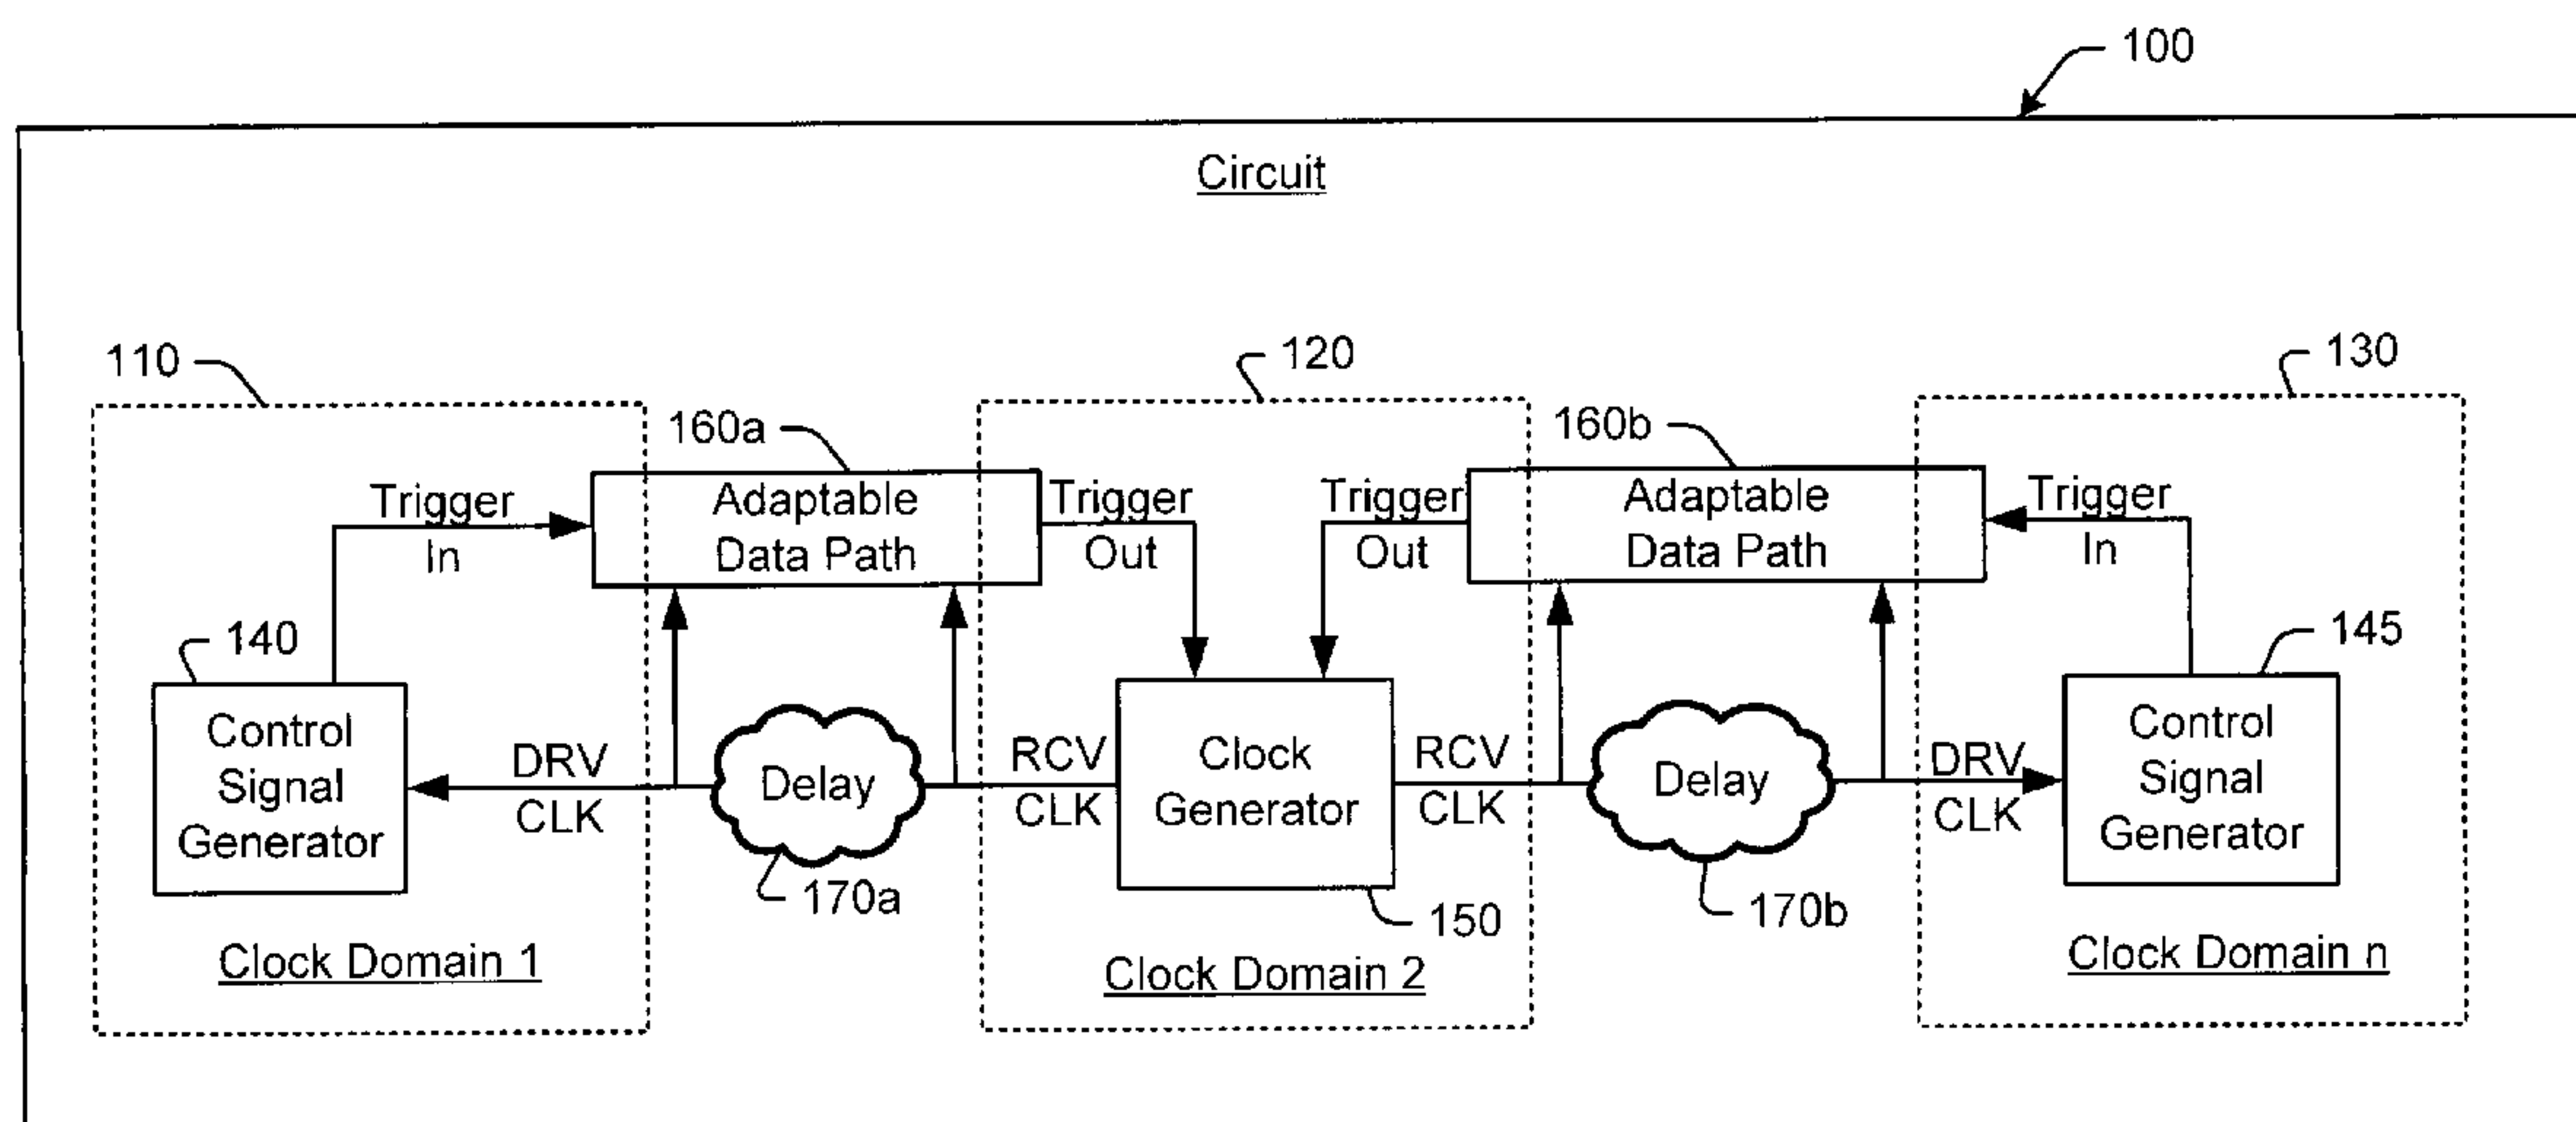 100
Circuit
110
120
130
160a
160b
Trigger
In
Adaptable
Data Path
Trigger
Out
Trigger
Out
Adaptable
Data Path
Trigger
In
140
145
Control
Signal
Generator
DRV
CLK
Delay
RCV
CLK
Clock
Generator
RCV
CLK
Delay
DRV
CLK
Control
Signal
Generator
170a
150
170b
Clock Domain 1
Clock Domain 2
Clock Domain n